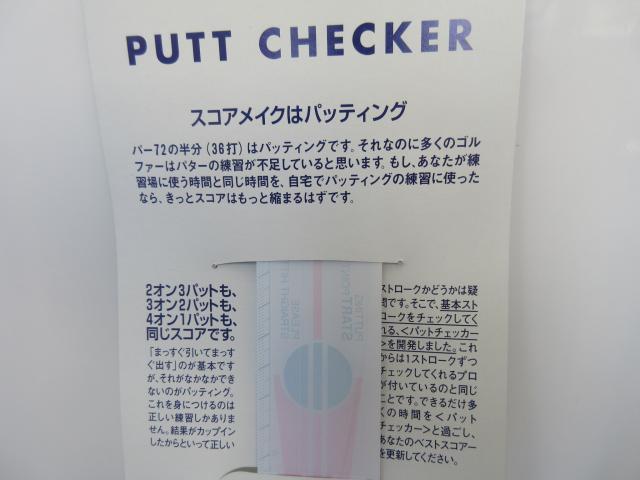 PUTT CHECKER
スコアメイクはパッティング
パー72の半分(36打)はパッティングです。それなのに多くのゴル
ファーはパターの練習が不足していると思います。もし、あなたが練
習場に使う時間と同じ時間を、自宅でパッティングの練習に使った
なら、きっとスコアはもっと縮まるはずです。
2オン3パットも、
3オン2パットも、
4オン1パットも、
同じスコアです。
「まっすぐ引いてまっす
ぐ出す」のが基本です
が、それがなかなかでき
ないのがパッティング。
これを身につけるのは
正しい練習しかありま
せん。結果がカップイン
したからといって正しい
STRAIGHT HIT
PLEASE
START POINT
PUTTING
ストロークかどうかは疑
問です。そこで、基本スト
ロークをチェックしてく
れる、<パットチェッカー
>を開発しました。これ
からは1ストロークずつ
チェックしてくれるプロ
が付いているのと同じ
ことです。できるだけ多
くの時間を<パット
チェッカー>と過ごし、
あなたのベストスコアー
を更新してください。